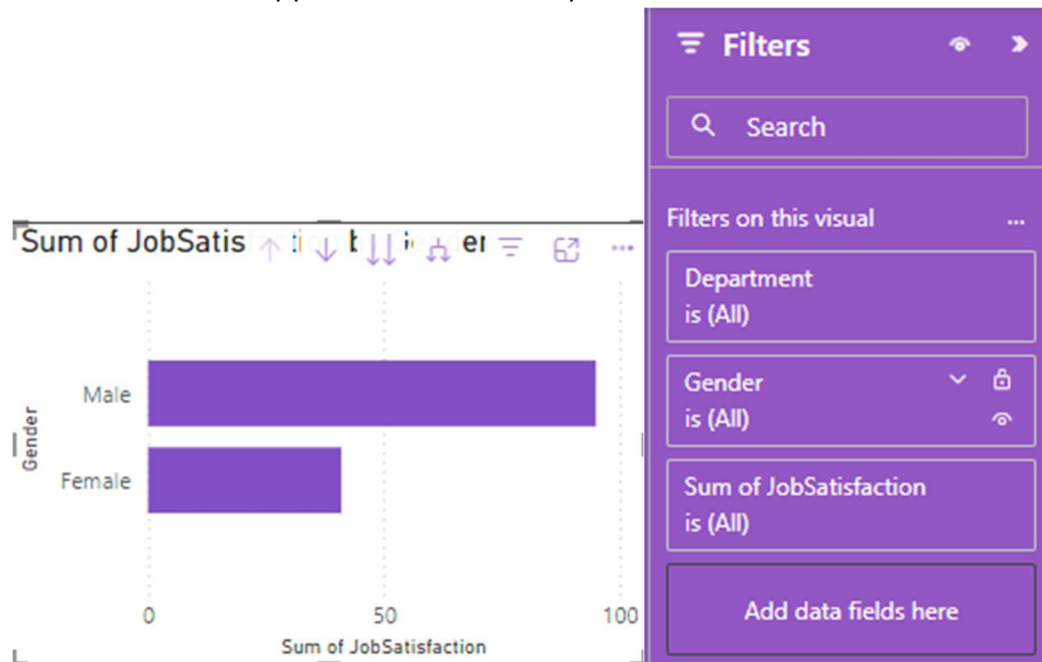 Sum of JobSatis
Male
Female
Gender
0 50 100
Sum of JobSatisfaction
Filters
Search
Filters on this visual
Department
is (All)
Gender
is (All)
Sum of JobSatisfaction
is (All)
Add data fields here